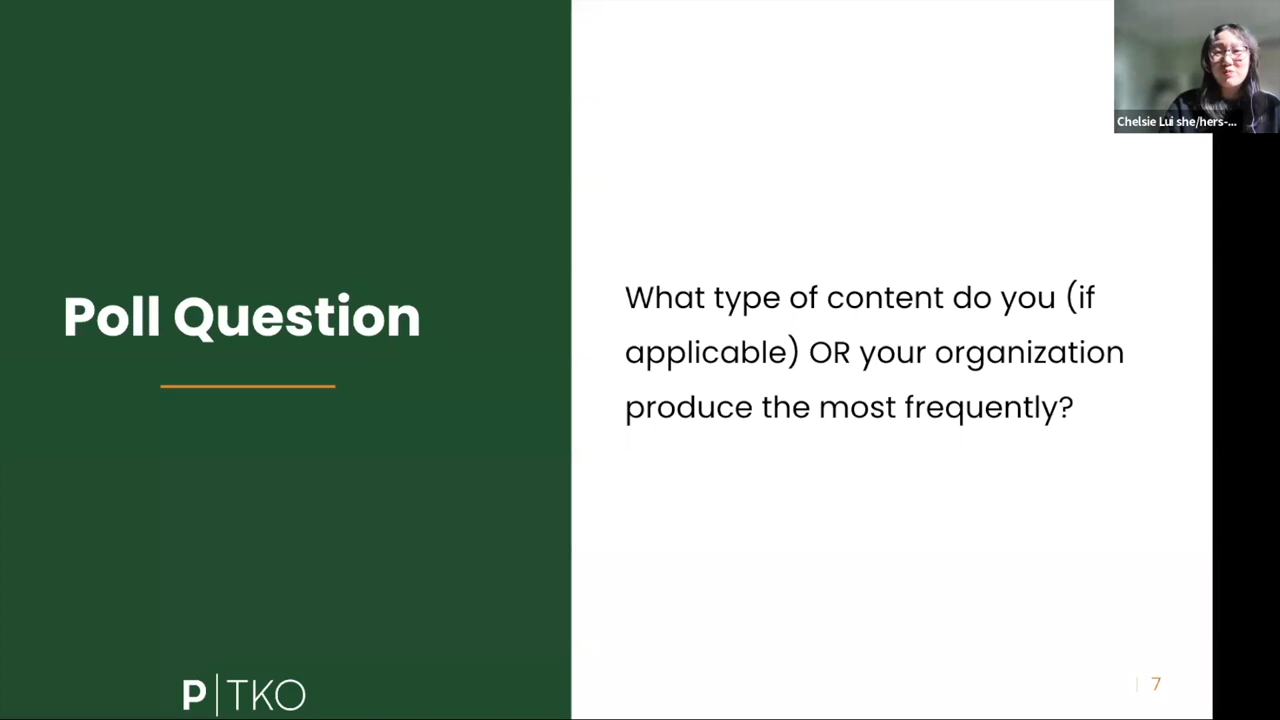 Chelsie Lui she/hers-...
Poll Question
What type of content do you (if
applicable) OR your organization
produce the most frequently?
P|TKO
| 7